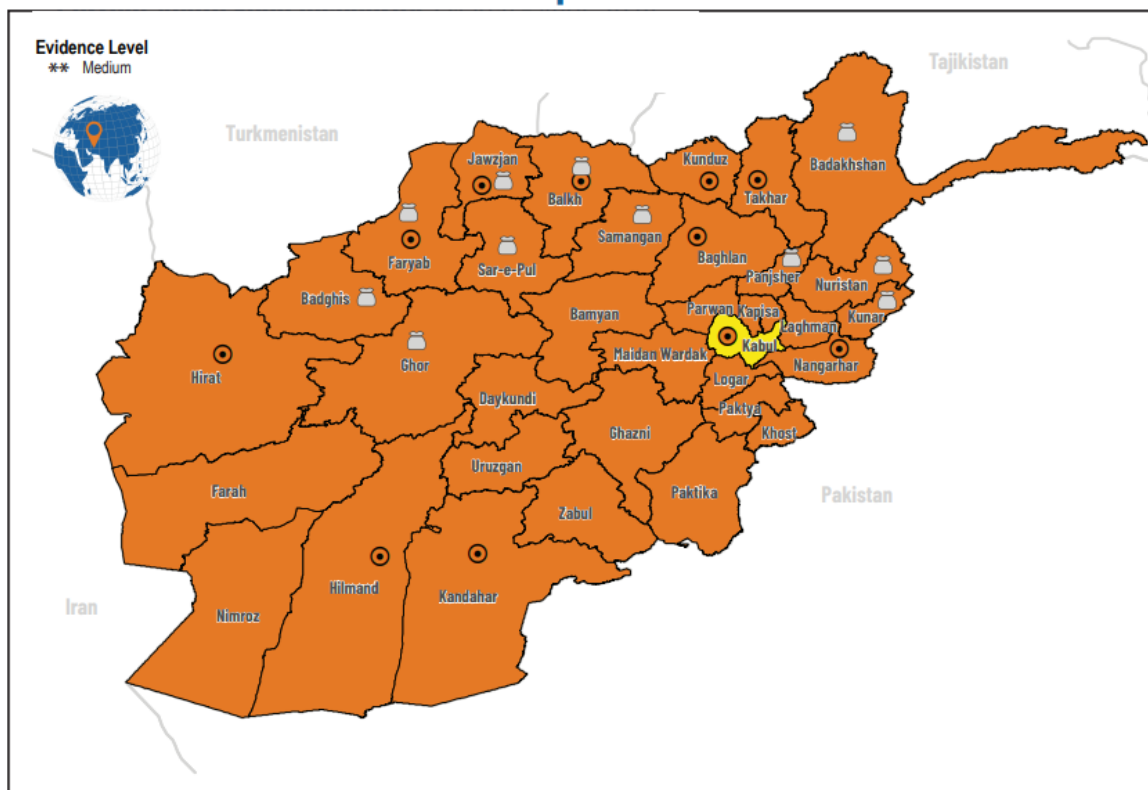 Evidence Level
** Medium
Tajikistan
Turkmenistan
Jawzjan
Kunduz
Badakhshan
Balkh
Takhar
Samangan
Faryab
Sar-e-Pul
Baghlan
Panjsher
Nuristan
Badghis
Bamyan
Parwan
Kapisa
Kunar
Laghman
Kabul
Maidan Wardak
Nangarhar
Ghor
Hirat
Logar
Daykundi
Paktya
Ghazni
Khost
Uruzgan
Farah
Paktika
Pakistan
Zabul
Hilmand
Kandahar
Iran
Nimroz